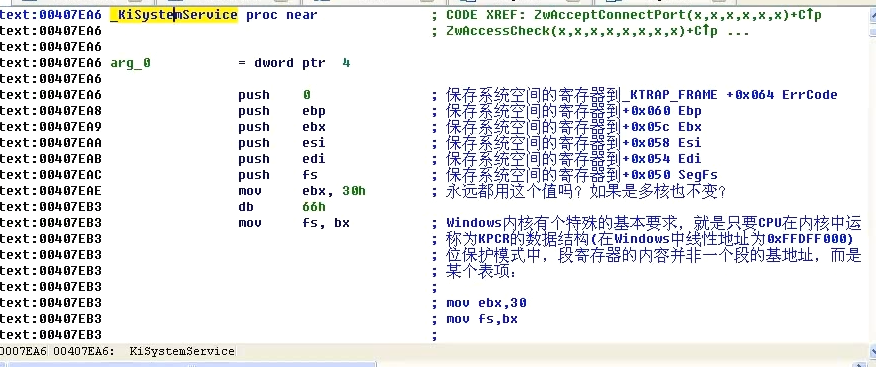 text:00407EA6 _KiSystemService proc near ; CODE XREF: ZwAcceptConnectPort(x,x,x,x,x,x)+C↑p
text:00407EA6 ; ZwAccessCheck(x,x,x,x,x,x,x,x)+C↑p ...
text:00407EA6
text:00407EA6 arg_0 = dword ptr 4
text:00407EA6
text:00407EA6 push 0 ; 保存系统空间的寄存器到_KTRAP_FRAME +0x064 ErrCode
text:00407EA8 push ebp ; 保存系统空间的寄存器到+0x060 Ebp
text:00407EA9 push ebx ; 保存系统空间的寄存器到+0x05c Ebx
text:00407EAA push esi ; 保存系统空间的寄存器到+0x058 Esi
text:00407EAB push edi ; 保存系统空间的寄存器到+0x054 Edi
text:00407EAC push fs ; 保存系统空间的寄存器到+0x050 SegFs
text:00407EAE mov ebx, 30h ; 永远都用这个值吗？如果是多核也不变？
text:00407EB3 db 66h
text:00407EB3 mov fs, bx ; Windows内核有个特殊的基本要求，就是只要CPU在内核中运
text:00407EB3 ; 称为KPCR的数据结构(在Windows中线性地址为0xFFDFF000)
text:00407EB3 ; 位保护模式中，段寄存器的内容并非一个段的基地址，而是
text:00407EB3 ; 某个表项：
text:00407EB3 ;
text:00407EB3 ; mov ebx,30
text:00407EB3 ; mov fs,bx
text:00407EB3 ;
0007EA6 00407EA6: KiSystemService